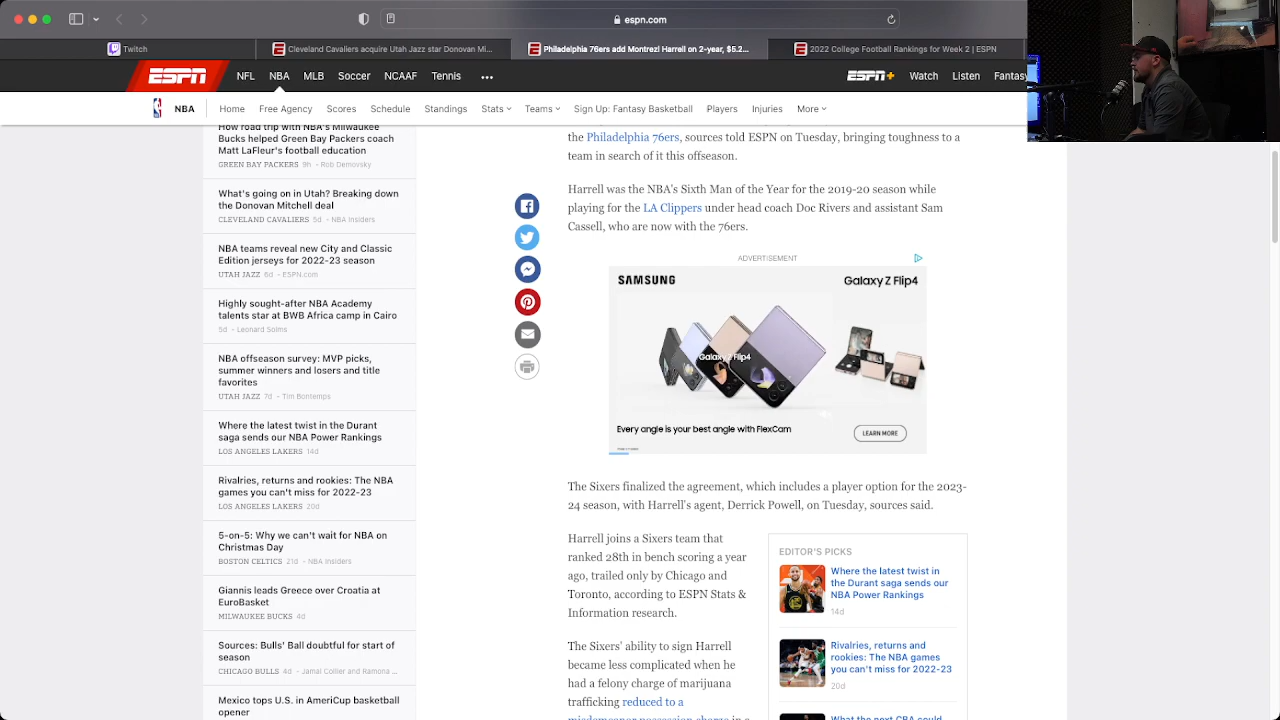 espn.com
Twitch
Cleveland Cavaliers acquire Utah Jazz star Donovan Mi...
Philadelphia 76ers add Montrezl Harrell on 2-year, $5.2...
2022 College Football Rankings for Week 2 | ESPN
ESPN
NFL
NBA
MLB
Soccer
NCAAF
Tennis
ESPN+
Watch
Listen
Fantas
NBA
Home
Free Agency
Scores
Schedule
Standings
Stats
Teams
Sign Up: Fantasy Basketball
Players
Injuries
More
How road trip with NBA's Milwaukee
Bucks helped Green Bay Packers coach
Matt LaFleur's football education
GREEN BAY PACKERS 9h - Rob Demovsky
What's going on in Utah? Breaking down
the Donovan Mitchell deal
CLEVELAND CAVALIERS 5d - NBA Insiders
NBA teams reveal new City and Classic
Edition jerseys for 2022-23 season
UTAH JAZZ 6d - ESPN.com
Highly sought-after NBA Academy
talents star at BWB Africa camp in Cairo
5d - Leonard Solms
NBA offseason survey: MVP picks,
summer winners and losers and title
favorites
UTAH JAZZ 7d - Tim Bontemps
Where the latest twist in the Durant
saga sends our NBA Power Rankings
LOS ANGELES LAKERS 14d
Rivalries, returns and rookies: The NBA
games you can't miss for 2022-23
LOS ANGELES LAKERS 20d
5-on-5: Why we can't wait for NBA on
Christmas Day
BOSTON CELTICS 21d - NBA Insiders
Giannis leads Greece over Croatia at
EuroBasket
MILWAUKEE BUCKS 4d
Sources: Bulls' Ball doubtful for start of
season
CHICAGO BULLS 4d - Jamal Collier and Ramona ...
Mexico tops U.S. in AmeriCup basketball
opener
the Philadelphia 76ers, sources told ESPN on Tuesday, bringing toughness to a
team in search of it this offseason.
Harrell was the NBA's Sixth Man of the Year for the 2019-20 season while
playing for the LA Clippers under head coach Doc Rivers and assistant Sam
Cassell, who are now with the 76ers.
ADVERTISEMENT
SAMSUNG
Galaxy Z Flip4
Galaxy Z Flip4
Every angle is your best angle with FlexCam
LEARN MORE
The Sixers finalized the agreement, which includes a player option for the 2023-
24 season, with Harrell's agent, Derrick Powell, on Tuesday, sources said.
Harrell joins a Sixers team that
ranked 28th in bench scoring a year
ago, trailed only by Chicago and
Toronto, according to ESPN Stats &
Information research.
The Sixers' ability to sign Harrell
became less complicated when he
had a felony charge of marijuana
trafficking reduced to a
misdemeanor possession charge in a
EDITOR'S PICKS
Where the latest twist in
the Durant saga sends our
NBA Power Rankings
14d
Rivalries, returns and
rookies: The NBA games
you can't miss for 2022-23
20d
What the next CBA could